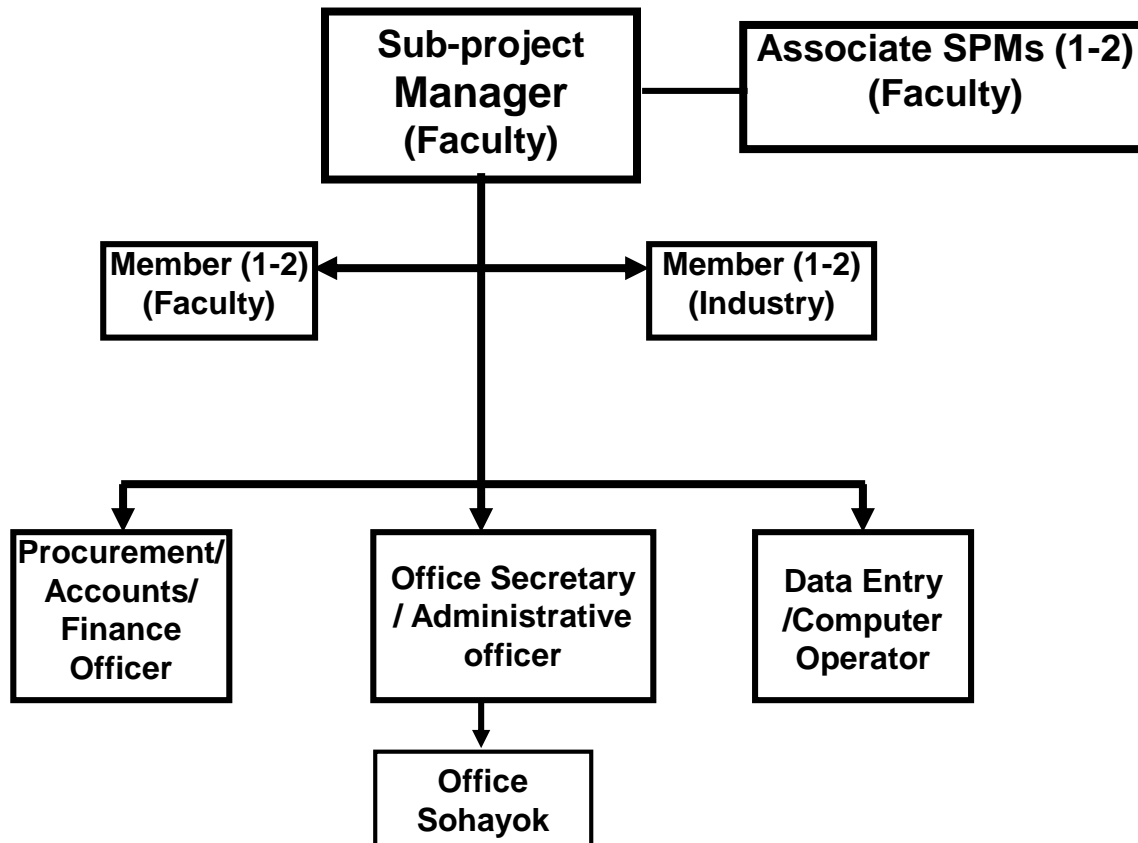 Sub-project
Manager
(Faculty)
Associate SPMs (1-2)
(Faculty)
Member (1-2)
(Faculty)
Member (1-2)
(Industry)
Procurement/
Accounts/
Finance
Officer
Office Secretary
/ Administrative
officer
Data Entry
/Computer
Operator
Office
Sohayok